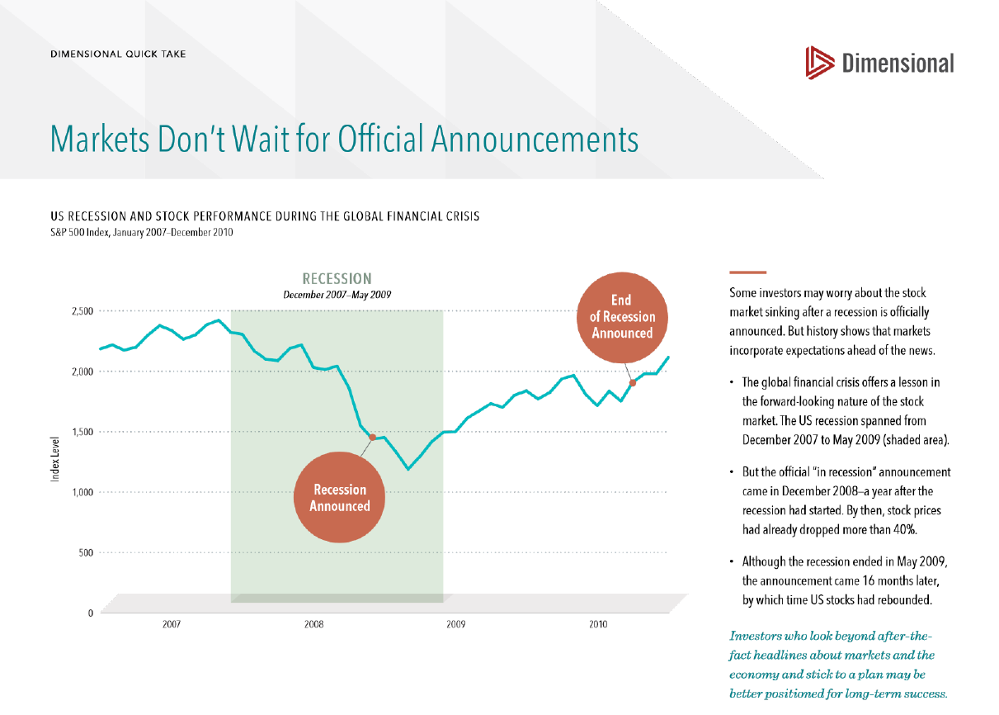 DIMENSIONAL QUICK TAKE
Dimensional
Markets Don't Wait for Official Announcements
US RECESSION AND STOCK PERFORMANCE DURING THE GLOBAL FINANCIAL CRISIS
S&P 500 Index, January 2007–December 2010
RECESSION
December 2007–May 2009
End
of Recession
Announced
2,500
2,000
1,500
1,000
500
0
Index Level
Recession
Announced
2007
2008
2009
2010
Some investors may worry about the stock
market sinking after a recession is officially
announced. But history shows that markets
incorporate expectations ahead of the news.
• The global financial crisis offers a lesson in
the forward-looking nature of the stock
market. The US recession spanned from
December 2007 to May 2009 (shaded area).
• But the official “in recession” announcement
came in December 2008—a year after the
recession had started. By then, stock prices
had already dropped more than 40%.
• Although the recession ended in May 2009,
the announcement came 16 months later,
by which time US stocks had rebounded.
Investors who look beyond after-the-
fact headlines about markets and the
economy and stick to a plan may be
better positioned for long-term success.